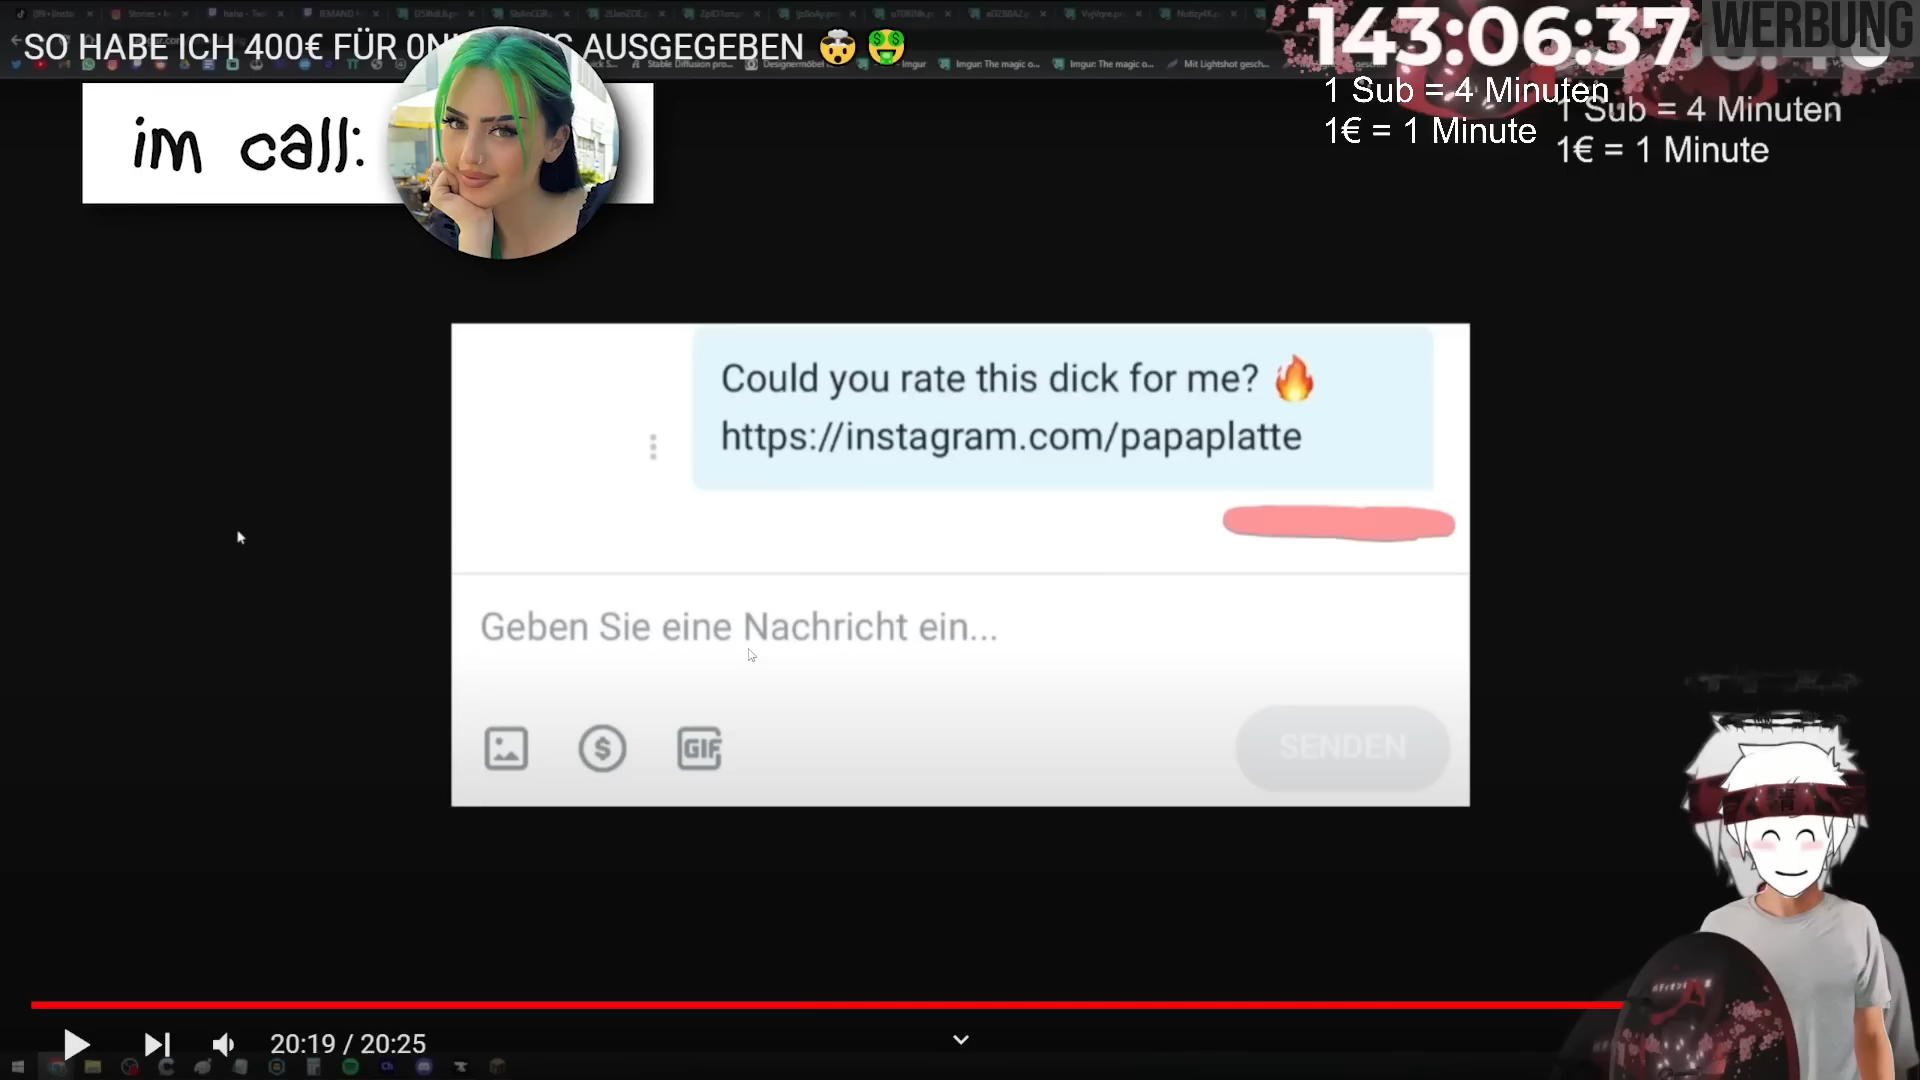 SO HABE ICH 400€ FÜR AUSGEGEBEN 🤯 🤑
143:06:37
WERBUNG
1 Sub = 4 Minuten
1€ = 1 Minute
1 Sub = 4 Minuten
1€ = 1 Minute
im call:
Could you rate this dick for me? 🔥
https://instagram.com/papaplatte
Geben Sie eine Nachricht ein...
GIF
SENDEN
20:19 / 20:25